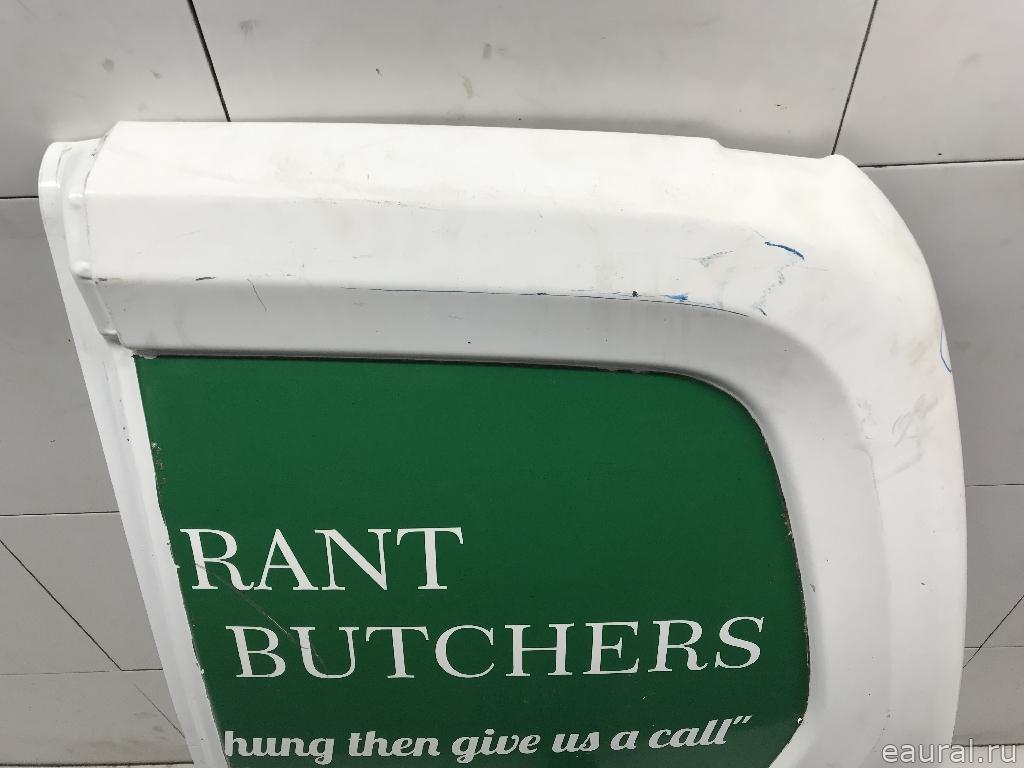 RANT
BUTCHERS
hung then give us a call"
eaural.ru